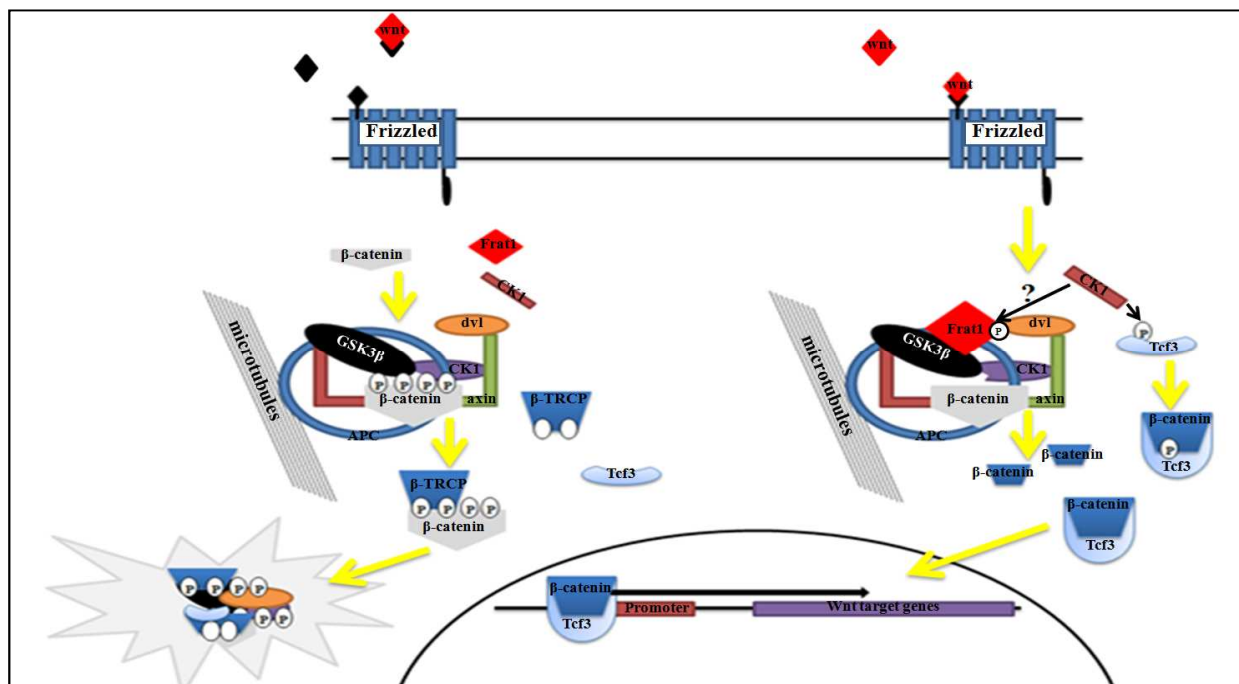 wnt
wnt
wnt
Frizzled
Frizzled
β-catenin
Frat1
CK1
?
CK1
microtubules
dvl
GSK3β
CK1
P P P P
β-catenin
axin
APC
β-TRCP
microtubules
Frat1
P
dvl
GSK3β
CK1
β-catenin
axin
APC
P
Tcf3
β-catenin
P
Tcf3
β-catenin
β-catenin
β-TRCP
P P P P
β-catenin
Tcf3
β-catenin
Tcf3
P P P P
P P
β-catenin
Tcf3
Promoter
Wnt target genes